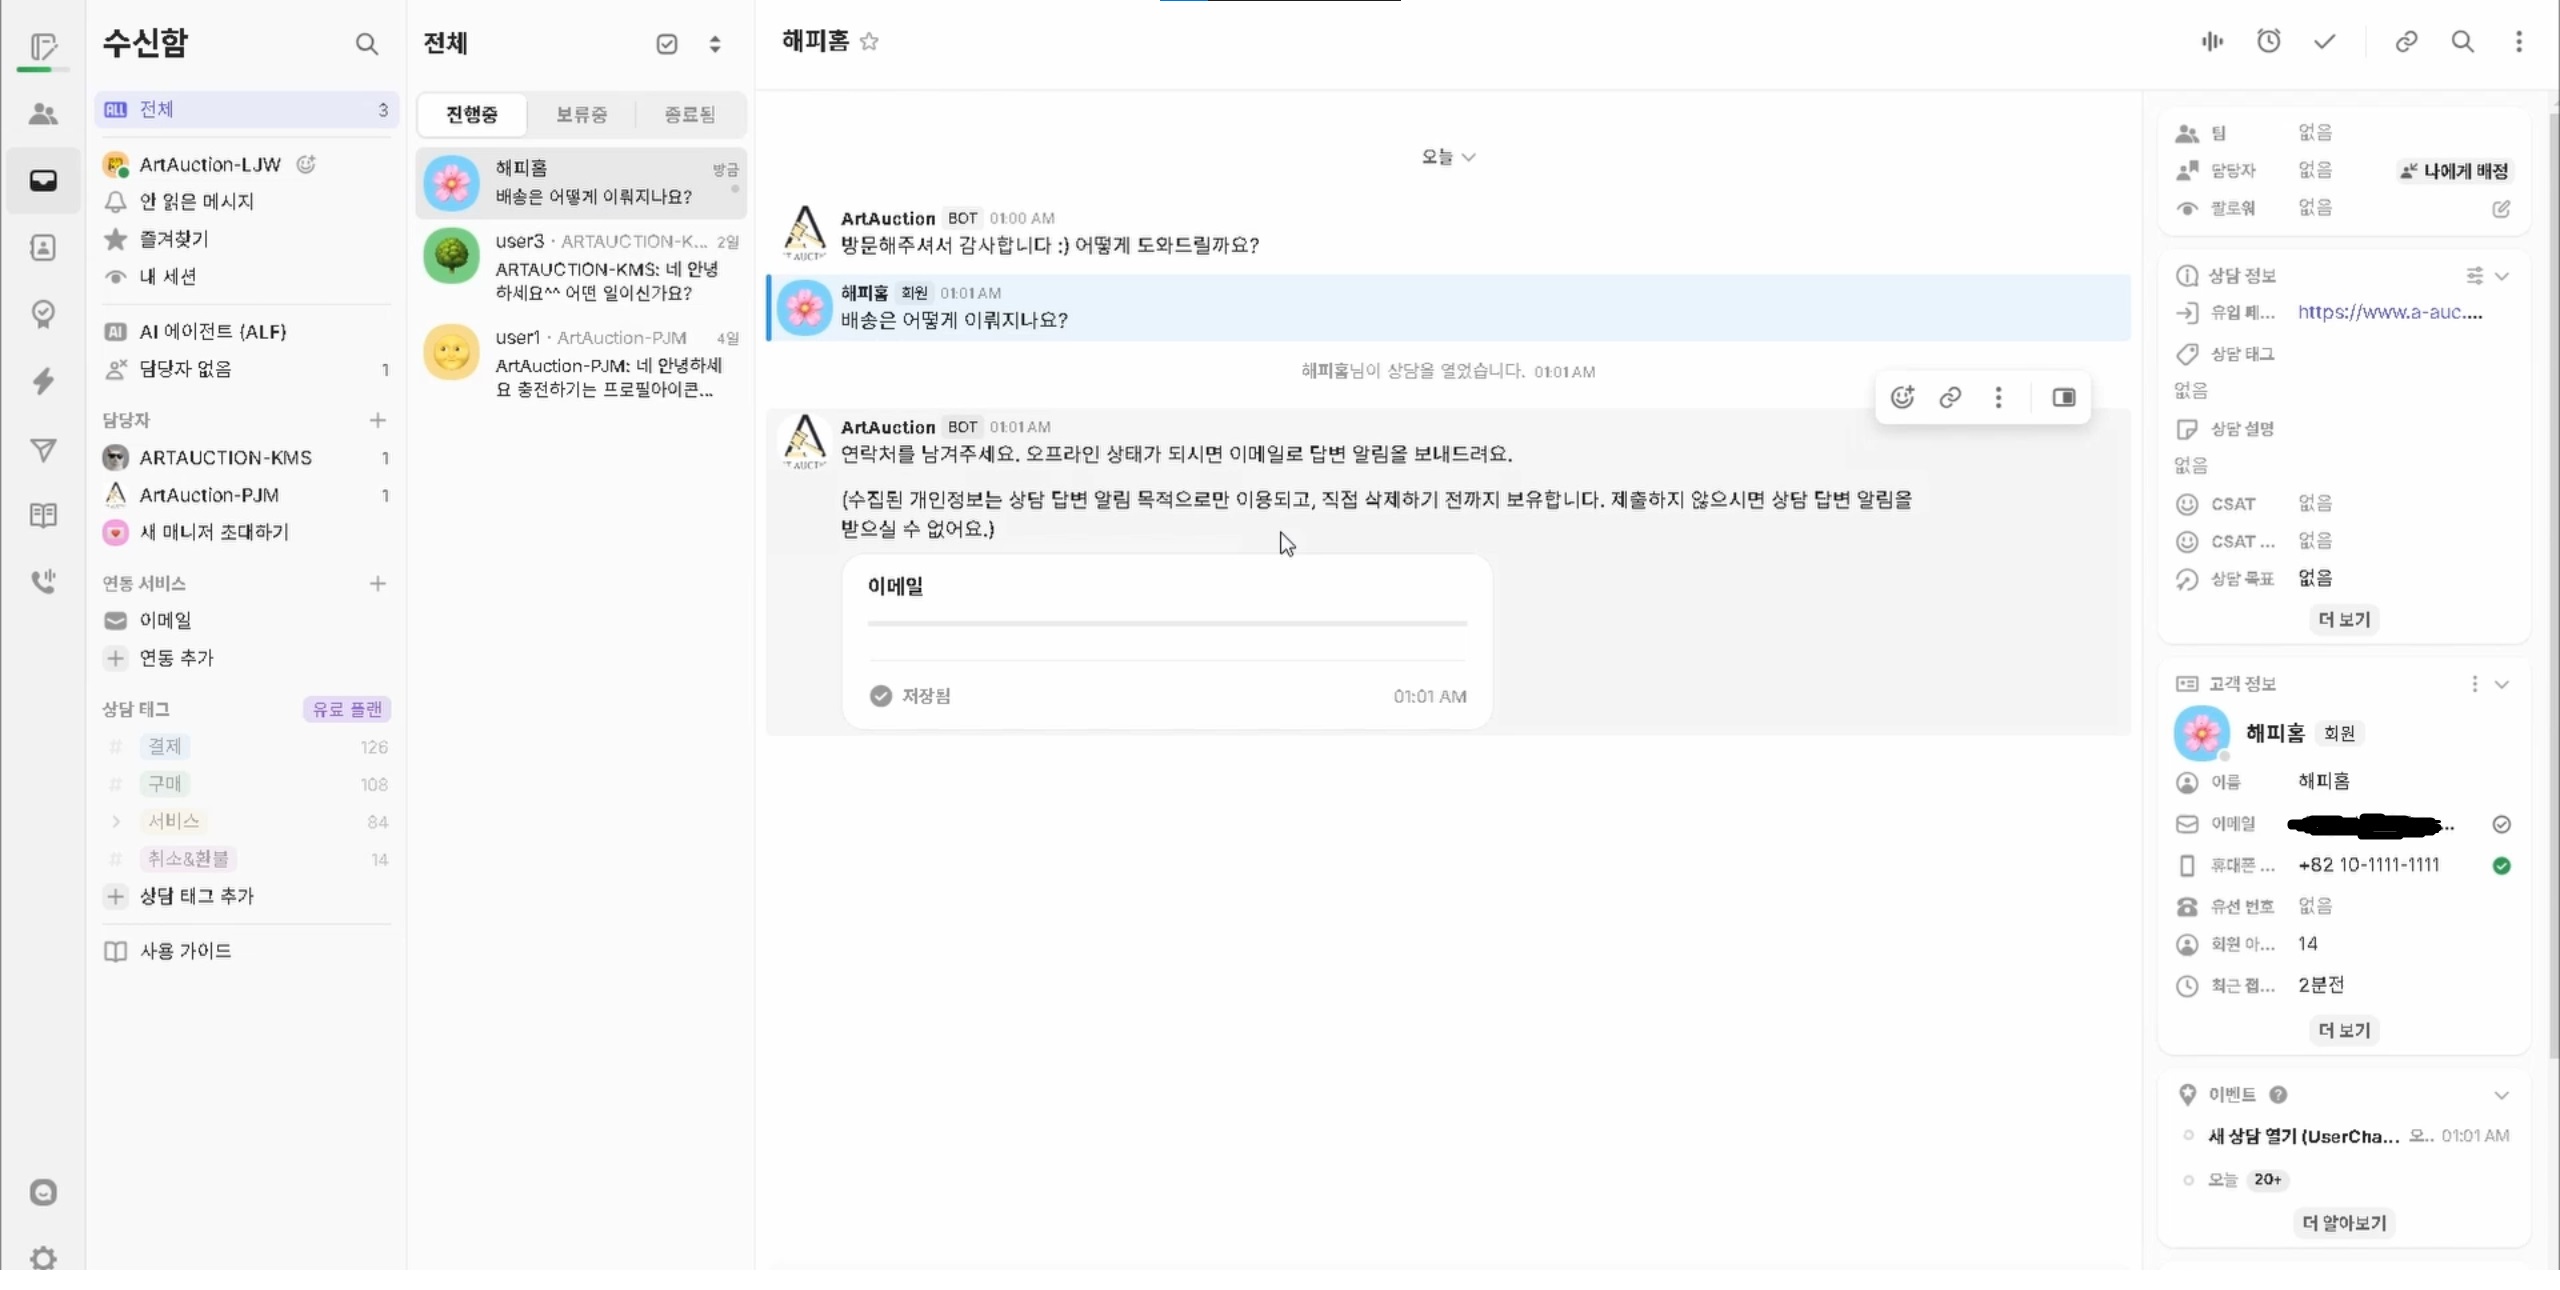 수신함
ALL 전체 3
ArtAuction-LJW
안 읽은 메시지
즐겨찾기
내 세션
AI AI 에이전트 (ALF)
담당자 없음 1
담당자
ARTAUCTION-KMS 1
ArtAuction-PJM 1
새 매니저 초대하기
연동 서비스
이메일
연동 추가
상담 태그 유료 플랜
# 결제 126
# 구매 108
서비스 84
# 취소&환불 14
상담 태그 추가
사용 가이드
전체
진행중 보류중 종료됨
해피홈 방금
배송은 어떻게 이뤄지나요?
user3 · ARTAUCTION-K... 2일
ARTAUCTION-KMS: 네 안녕
하세요^^ 어떤 일이신가요?
user1 · ArtAuction-PJM 4일
ArtAuction-PJM: 네 안녕하세
요 충전하기는 프로필아이콘...
해피홈
오늘
ArtAuction BOT 01:00 AM
방문해주셔서 감사합니다 :) 어떻게 도와드릴까요?
해피홈 회원 01:01 AM
배송은 어떻게 이뤄지나요?
해피홈님이 상담을 열었습니다. 01:01 AM
ArtAuction BOT 01:01 AM
연락처를 남겨주세요. 오프라인 상태가 되시면 이메일로 답변 알림을 보내드려요.
(수집된 개인정보는 상담 답변 알림 목적으로만 이용되고, 직접 삭제하기 전까지 보유합니다. 제출하지 않으시면 상담 답변 알림을
받으실 수 없어요.)
이메일
저장됨 01:01 AM
팀 없음
담당자 없음 나에게 배정
팔로워 없음
상담 정보
유입 페... https://www.a-auc....
상담 태그
없음
상담 설명
없음
CSAT 없음
CSAT ... 없음
상담 목표 없음
더 보기
고객 정보
해피홈 회원
이름 해피홈
이메일 ...
휴대폰 ... +82 10-1111-1111
유선 번호 없음
회원 아... 14
최근 접... 2분전
더 보기
이벤트
새 상담 열기 (UserCha... 오.. 01:01 AM
오늘 20+
더 알아보기